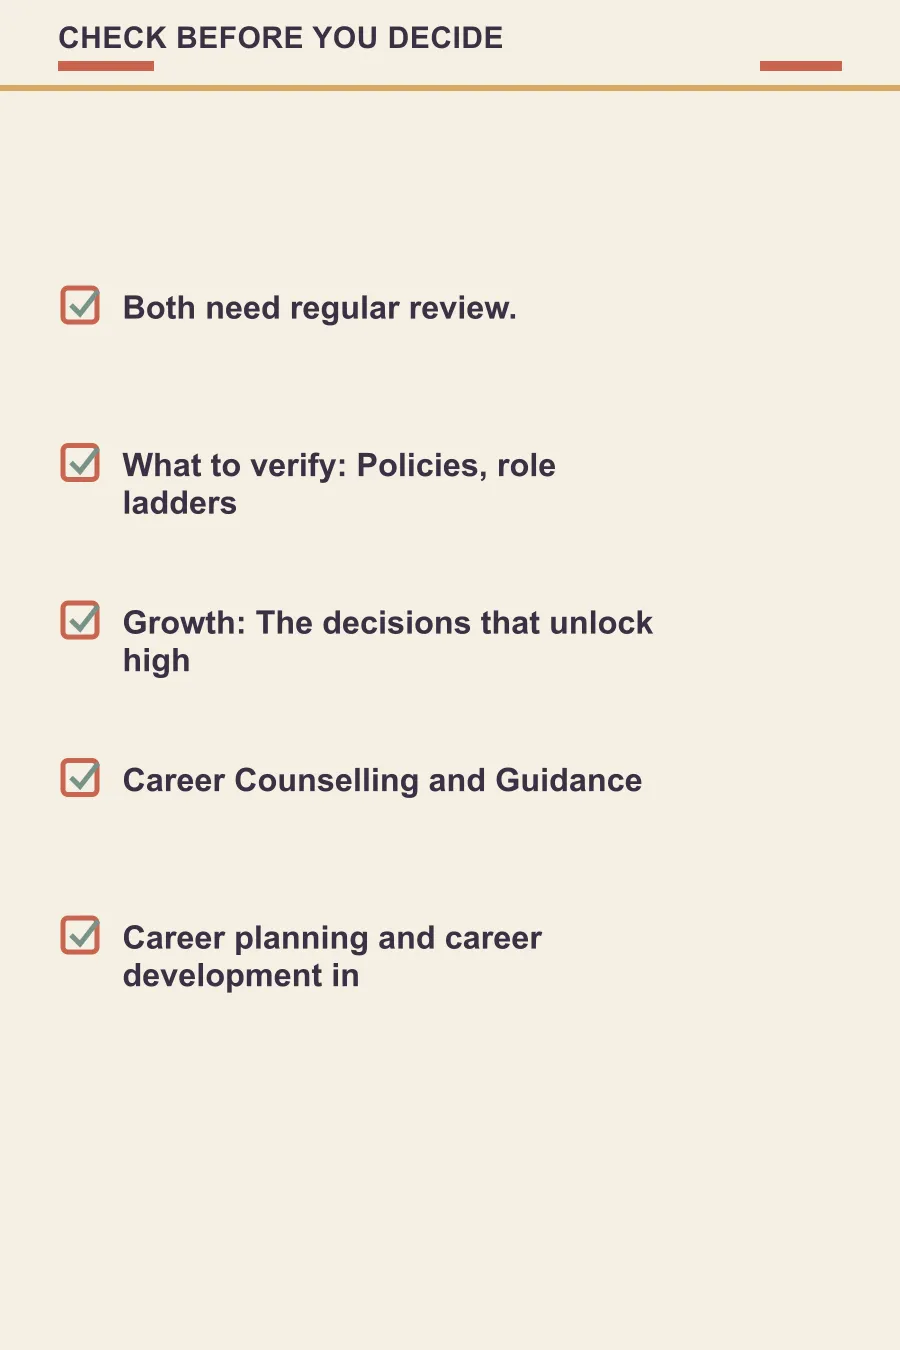 CHECK BEFORE YOU DECIDE
Both need regular review.
What to verify: Policies, role
ladders
Growth: The decisions that unlock
high
Career Counselling and Guidance
Career planning and career
development in